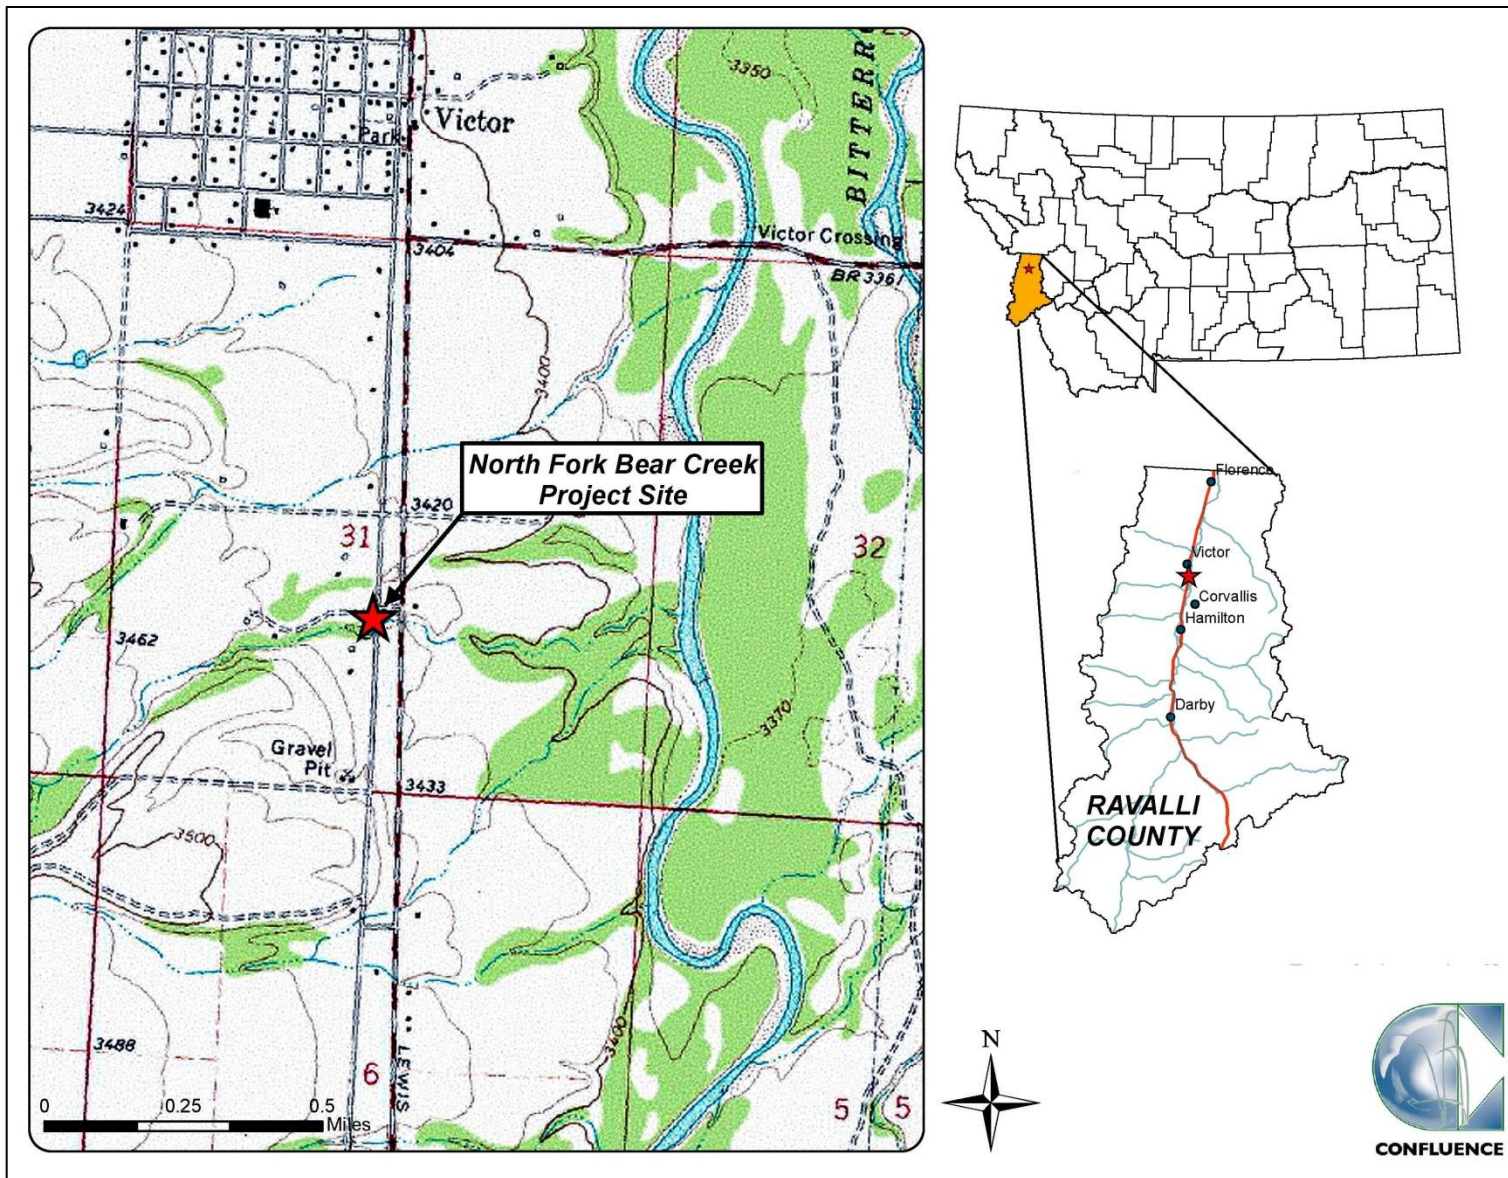 3350
BITTERR
Park
Victor
3424
3404
Victor Crossing
BR 3361
3400
North Fork Bear Creek
Project Site
3420
31
32
3462
3370
Gravel
Pit
3433
3500
3400
3488
LEWIS
6
5
5
0
0.25
0.5
Miles
Florence
Victor
Corvallis
Hamilton
Darby
RAVALLI
COUNTY
N
CONFLUENCE